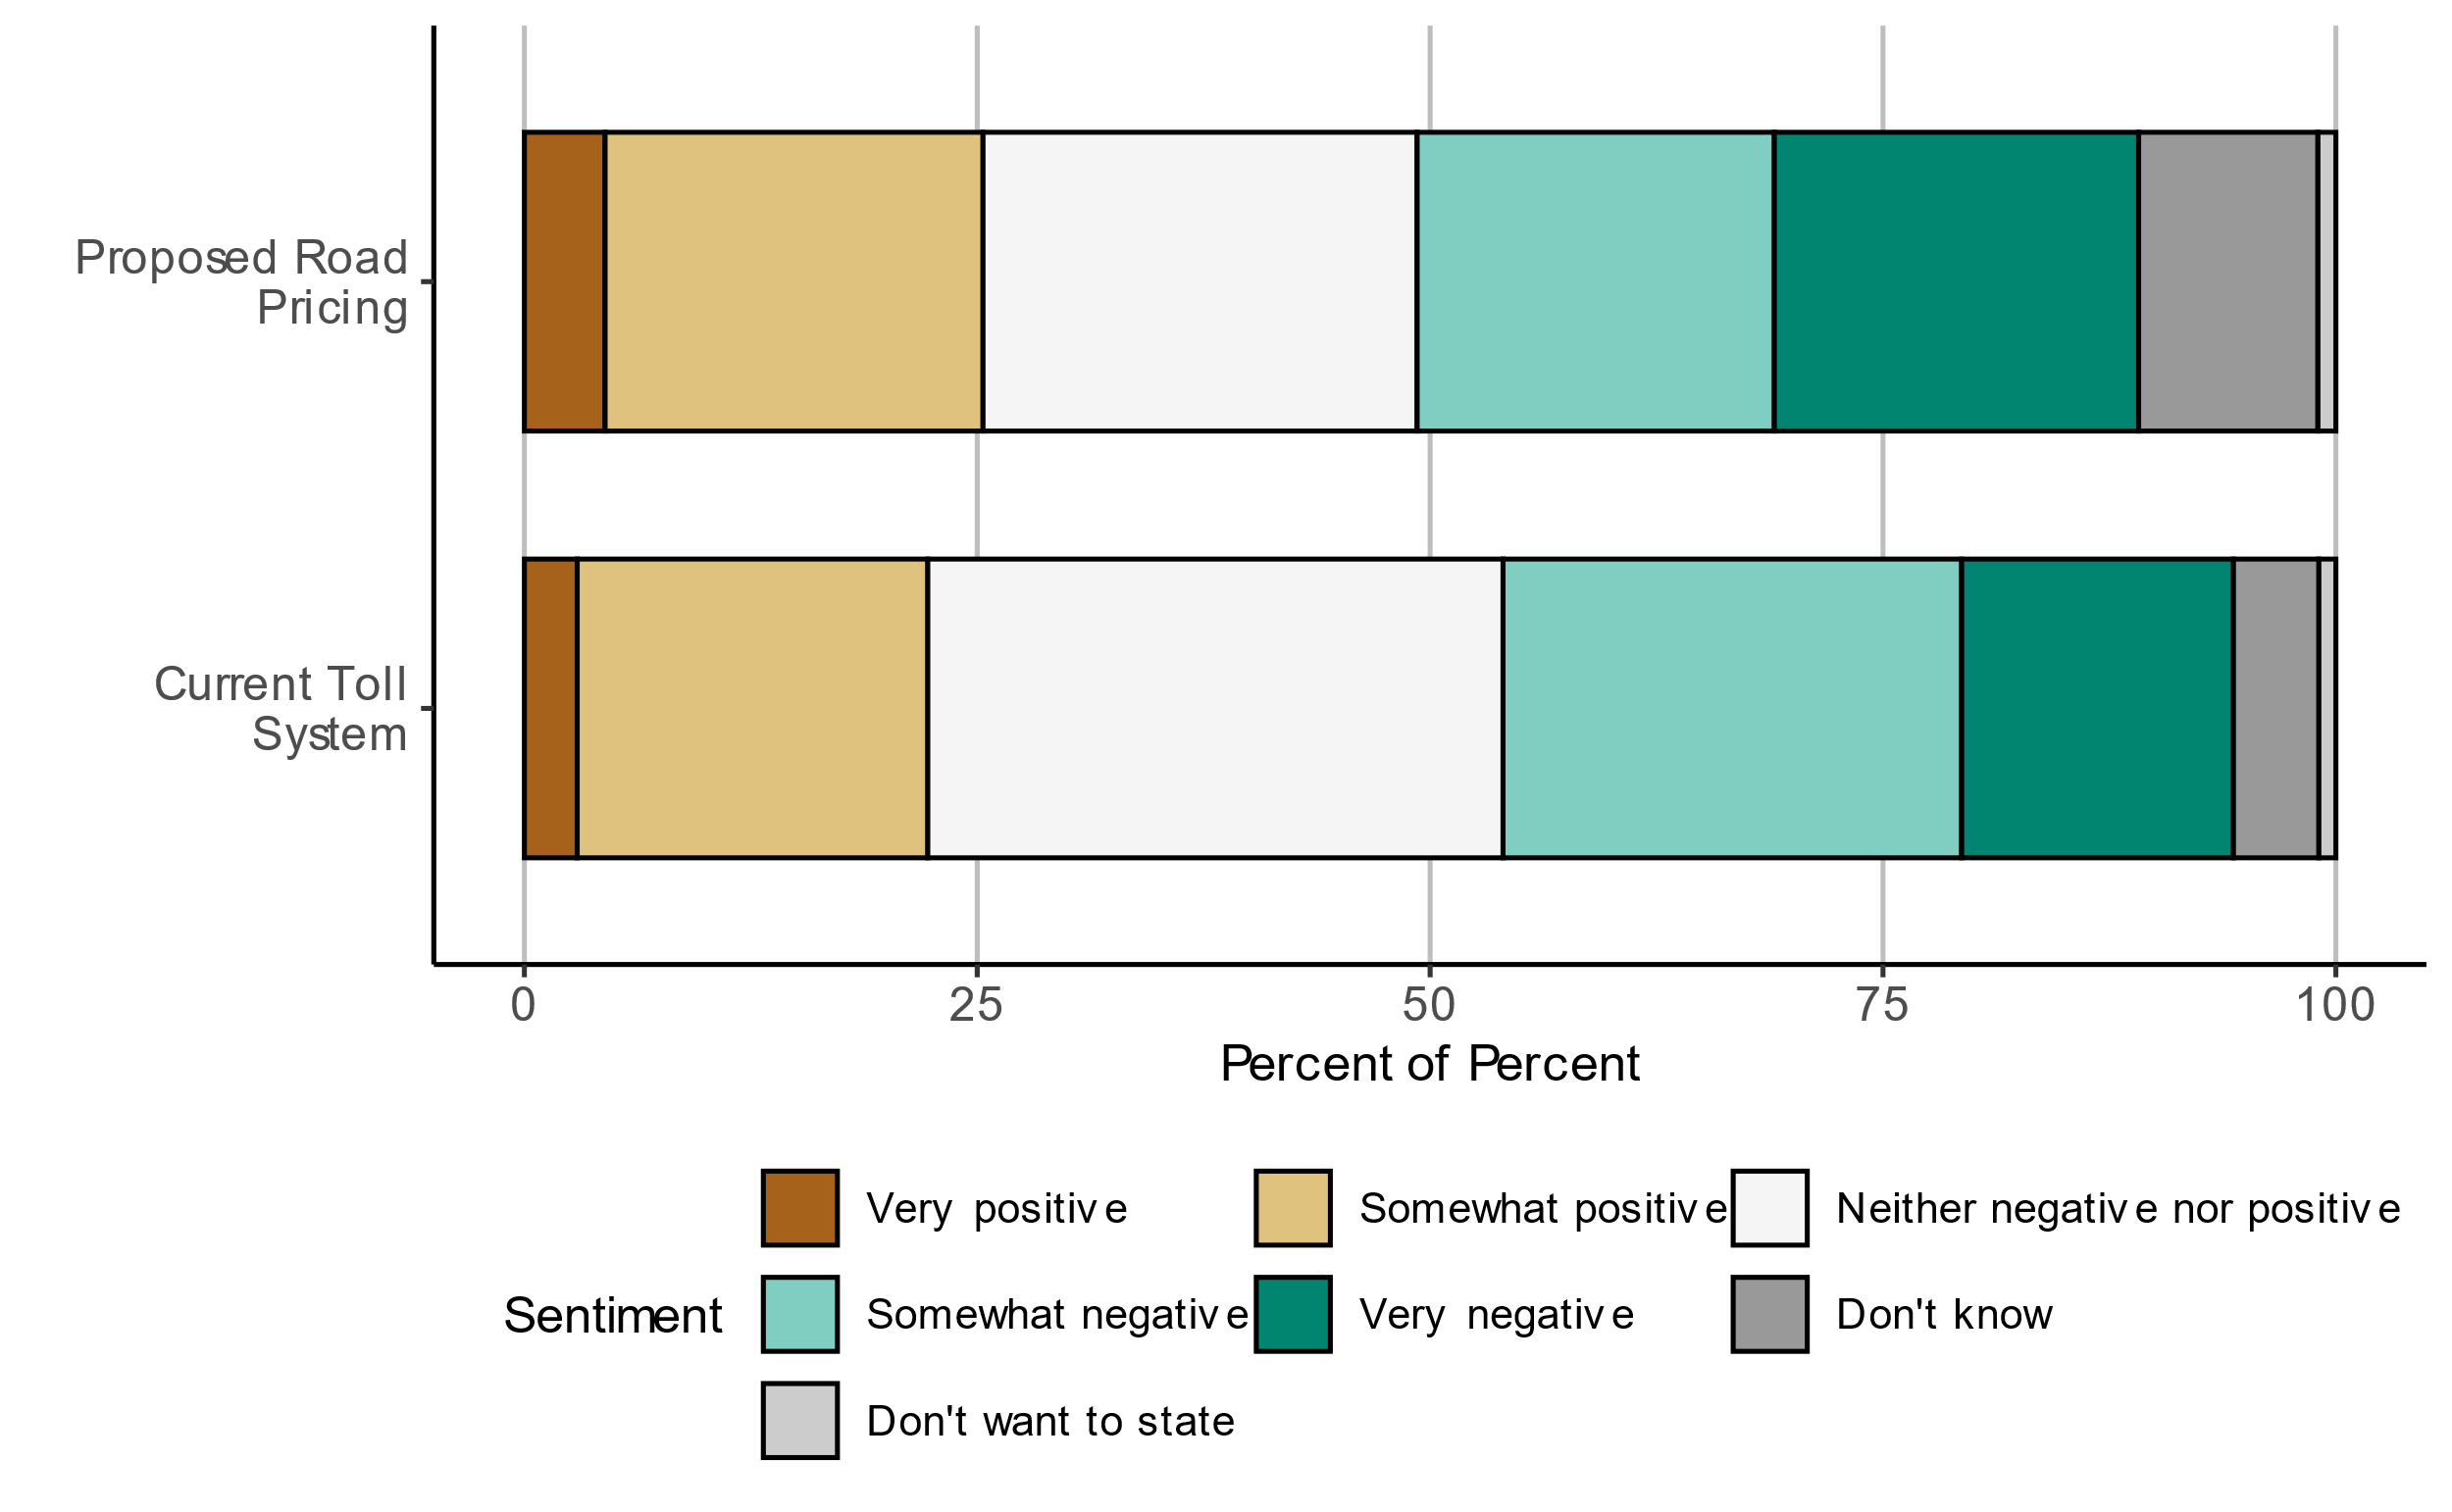 Proposed Road
Pricing
Current Toll
System
0 25 50 75 100
Percent of Percent
Very positive Somewhat positive Neither negative nor positive
Sentiment Somewhat negative Very negative Don't know
Don't want to state